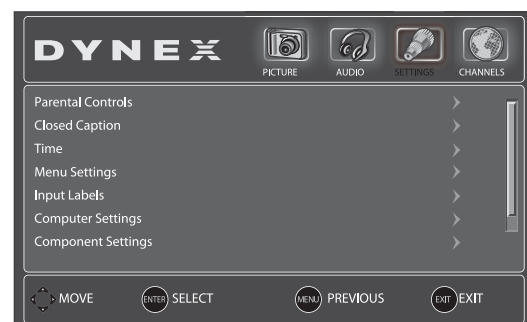 DYNEX
PICTURE AUDIO SETTINGS CHANNELS
Parental Controls
Closed Caption
Time
Menu Settings
Input Labels
Computer Settings
Component Settings
MOVE ENTER SELECT MENU PREVIOUS EXIT EXIT